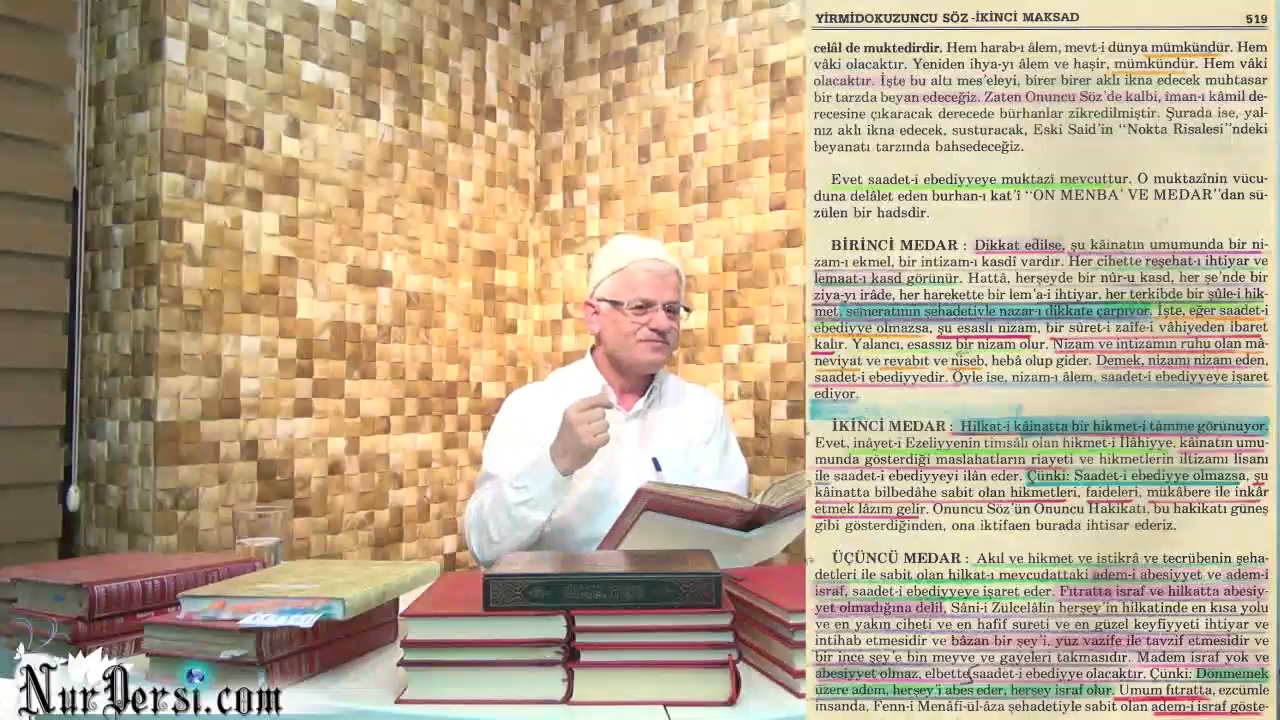 YİRMİDOKUZUNCU SÖZ -İKİNCİ MAKSAD 519
celâl de muktedirdir. Hem harab-ı âlem, mevt-i dünya mümkündür. Hem
vâki olacaktır. Yeniden ihya-yı âlem ve haşir, mümkündür. Hem vâki
olacaktır. İşte bu altı mes'eleyi, birer birer aklı ikna edecek muhtasar
bir tarzda beyan edeceğiz. Zaten Onuncu Söz'de kalbi, iman-ı kâmil de-
recesine çıkaracak derecede bürhanlar zikredilmiştir. Şurada ise, yal-
nız aklı ikna edecek, susturacak, Eski Said'in "Nokta Risalesi"ndeki
beyanatı tarzında bahsedeceğiz.
Evet saadet-i ebediyyeye muktazî mevcuttur. O muktazînin vücu-
duna delâlet eden burhan-ı kat'î "ON MENBA' VE MEDAR"dan sü-
zülen bir hadsdir.
BİRİNCİ MEDAR : Dikkat edilse, şu kâinatın umumunda bir ni-
zam-ı ekmel, bir intizam-ı kasdî vardır. Her cihette reşehat-ı ihtiyar ve
lemaat-ı kasd görünür. Hattâ, herşeyde bir nûr-u kasd, her şe'nde bir
ziya-yı irâde, her harekette bir lem'a-i ihtiyar, her terkibde bir şûle-i hik-
met, semeratının şehadetiyle nazar-ı dikkate çarpıyor. İşte, eğer saadet-i
ebediyye olmazsa, şu esaslı nizam, bir sûret-i zaife-i vâhiyeden ibaret
kalır. Yalancı, esassız bir nizam olur. Nizam ve intizamın ruhu olan mâ-
neviyat ve revabıt ve niseb, hebâ olup gider. Demek, nizamı nizam eden,
saadet-i ebediyyedir. Öyle ise, nizam-ı âlem, saadet-i ebediyyeye işaret
ediyor.
İKİNCİ MEDAR : Hilkat-i kâinatta bir hikmet-i tâmme görünüyor.
Evet, inâyet-i Ezeliyyenin timsâli olan hikmet-i İlâhiyye, kâinatın umu-
munda gösterdiği maslahatların riayeti ve hikmetlerin iltizamı lisanı
ile saadet-i ebediyyeyi ilân eder. Çünki: Saadet-i ebediyye olmazsa, şu
kâinatta bilbedâhe sabit olan hikmetleri, faideleri, mükâbere ile inkâr
etmek lâzım gelir. Onuncu Söz'ün Onuncu Hakikatı, bu hakikatı güneş
gibi gösterdiğinden, ona iktifaen burada ihtisar ederiz.
ÜÇÜNCÜ MEDAR : Akıl ve hikmet ve istikrâ ve tecrübenin şeha-
detleri ile sabit olan hilkat-ı mevcudattaki adem-i abesiyyet ve adem-i
israf, saadet-i ebediyyeye işaret eder. Fıtratta israf ve hilkatta abesiy-
yet olmadığına delil, Sâni-i Zülcelâlin herşey'in hilkatinde en kısa yolu
ve en yakın ciheti ve en hafif sureti ve en güzel keyfiyyeti ihtiyar ve
intihab etmesidir ve bâzan bir şey'i, yüz vazife ile tavzif etmesidir ve
bir ince şey'e bin meyve ve gayeleri takmasıdır. Madem israf yok ve
abesiyyet olmaz, elbette saadet-i ebediyye olacaktır. Çünki: Dönmemek
üzere adem, herşey'i abes eder, herşey israf olur. Umum fıtratta, ezcümle
insanda, Fenn-i Menâfi-ül-âza şehadetiyle sabit olan adem-i israf göste-
NurDersi.com